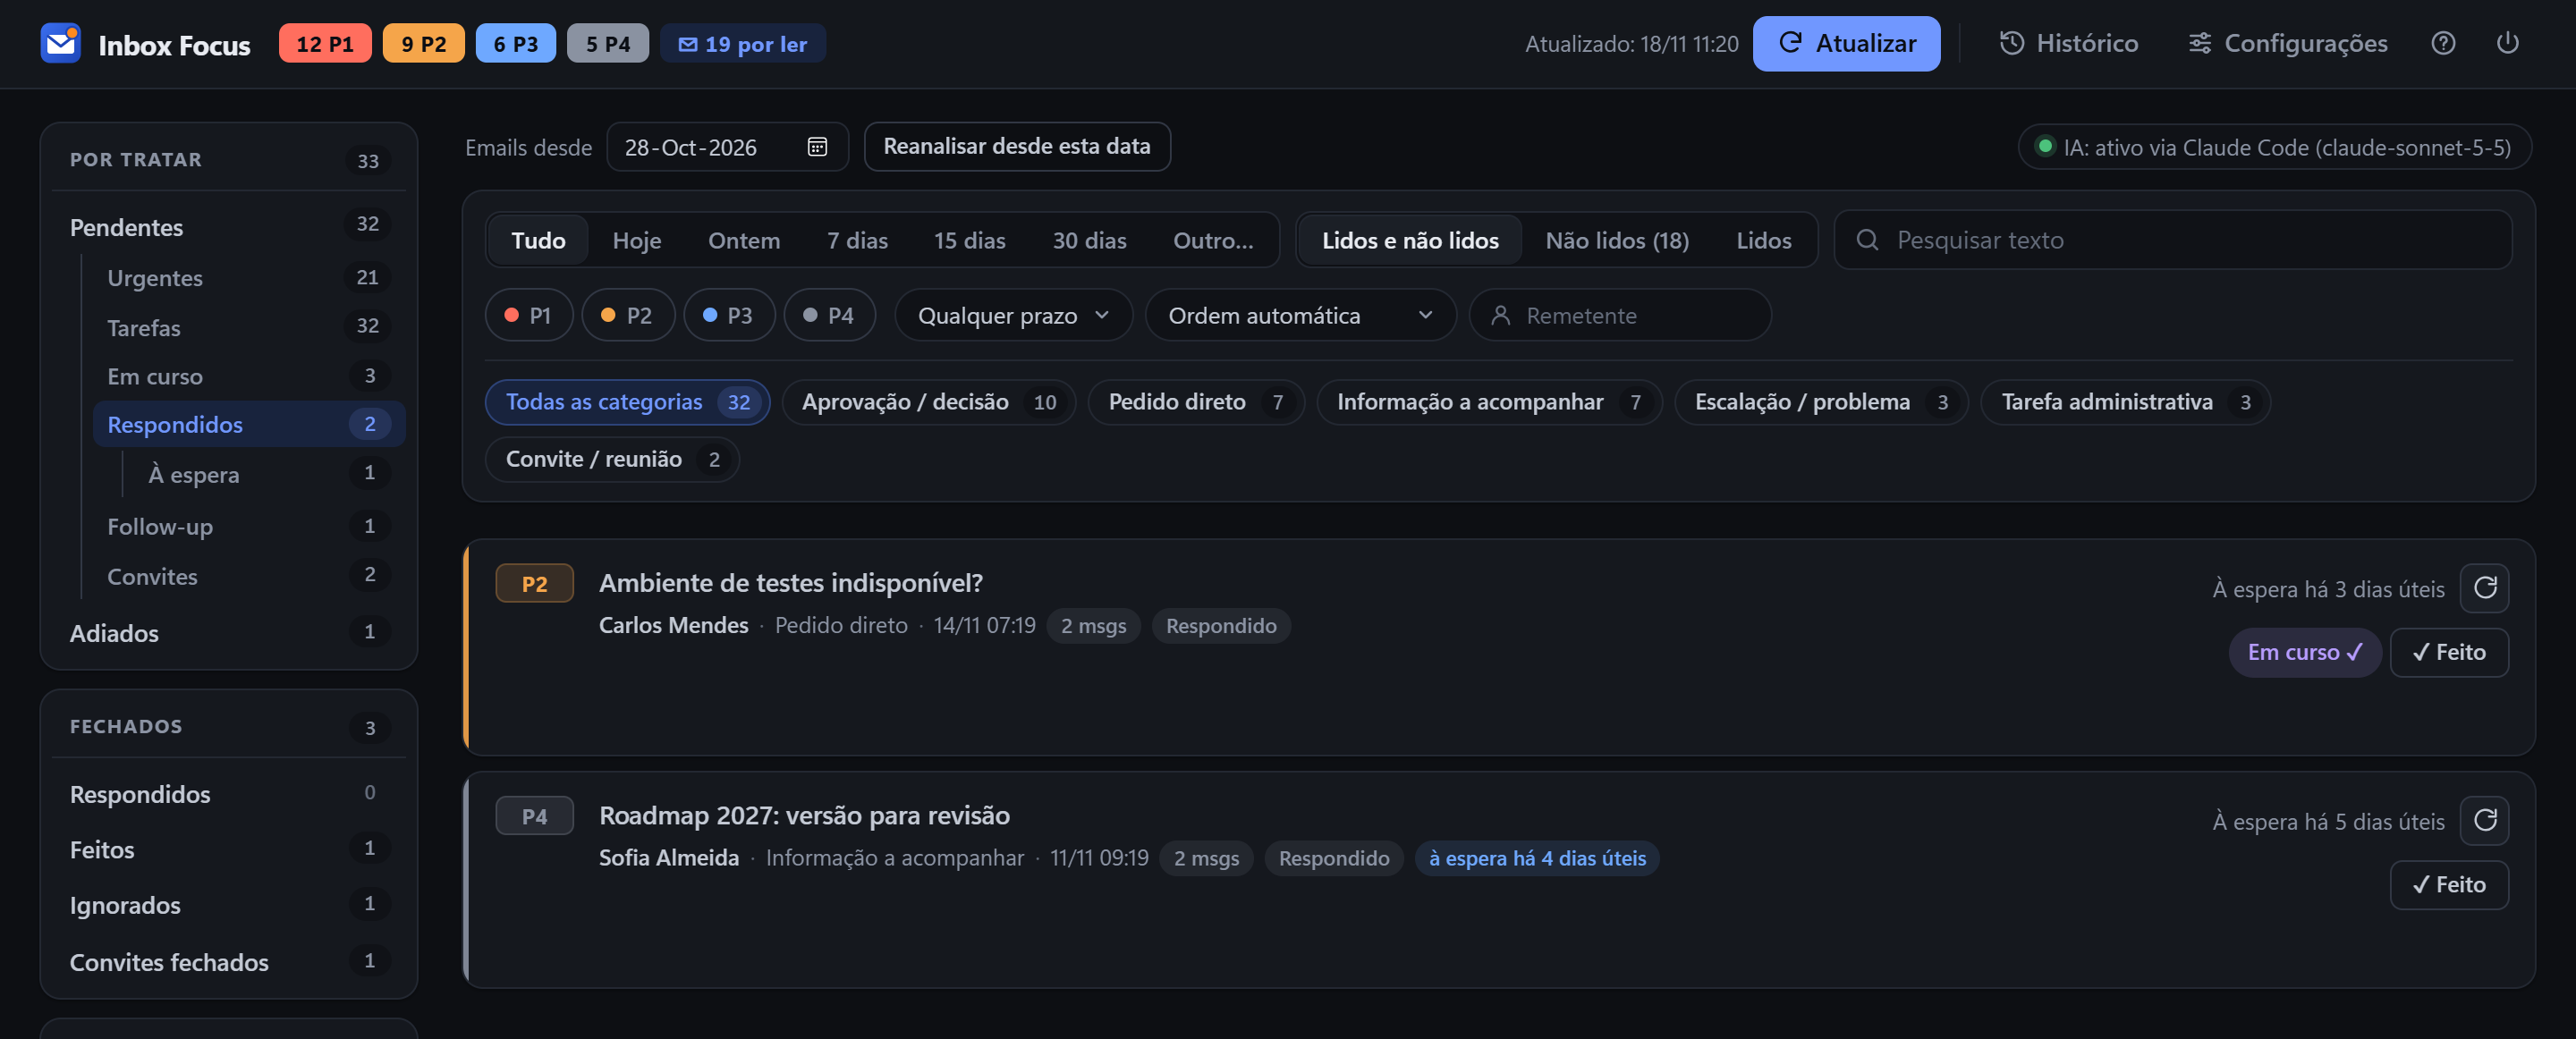 Inbox Focus 12 P1 9 P2 6 P3 5 P4 19 por ler Atualizado: 18/11 11:20 Atualizar Histórico Configurações
POR TRATAR 33
Pendentes 32
Urgentes 21
Tarefas 32
Em curso 3
Respondidos 2
À espera 1
Follow-up 1
Convites 2
Adiados 1
FECHADOS 3
Respondidos 0
Feitos 1
Ignorados 1
Convites fechados 1
Emails desde 28-Oct-2026 Reanalisar desde esta data IA: ativo via Claude Code (claude-sonnet-5-5)
Tudo Hoje Ontem 7 dias 15 dias 30 dias Outro... Lidos e não lidos Não lidos (18) Lidos Pesquisar texto
P1 P2 P3 P4 Qualquer prazo Ordem automática Remetente
Todas as categorias 32 Aprovação / decisão 10 Pedido direto 7 Informação a acompanhar 7 Escalação / problema 3 Tarefa administrativa 3
Convite / reunião 2
P2 Ambiente de testes indisponível? À espera há 3 dias úteis
Carlos Mendes · Pedido direto · 14/11 07:19 2 msgs Respondido
Em curso ✓ ✓ Feito
P4 Roadmap 2027: versão para revisão À espera há 5 dias úteis
Sofia Almeida · Informação a acompanhar · 11/11 09:19 2 msgs Respondido à espera há 4 dias úteis
✓ Feito